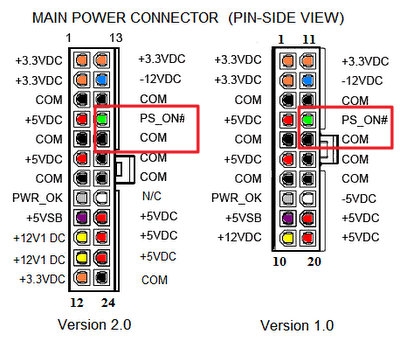 MAIN POWER CONNECTOR (PIN-SIDE VIEW)
1 13
+3.3VDC +3.3VDC
+3.3VDC -12VDC
COM COM
+5VDC PS_ON#
COM COM
+5VDC COM
COM COM
PWR_OK N/C
+5VSB +5VDC
+12V1 DC +5VDC
+12V1 DC +5VDC
+3.3VDC COM
12 24
Version 2.0
1 11
+3.3VDC +3.3VDC
+3.3VDC -12VDC
COM COM
+5VDC PS_ON#
COM COM
+5VDC COM
COM COM
PWR_OK -5VDC
+5VSB +5VDC
+12VDC +5VDC
10 20
Version 1.0